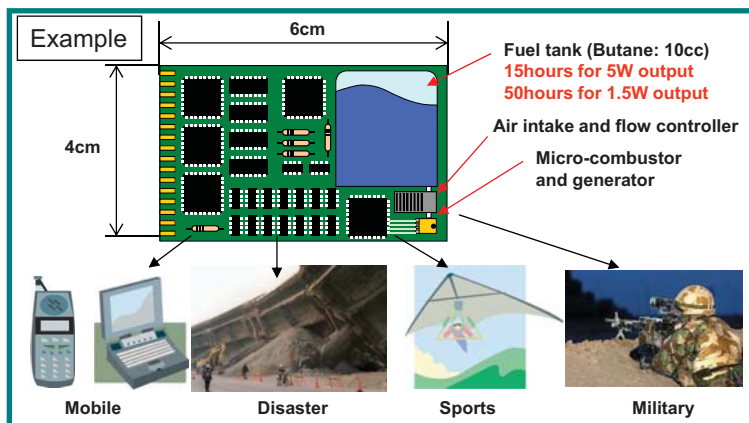 Example
6cm
4cm
Fuel tank (Butane: 10cc)
15hours for 5W output
50hours for 1.5W output
Air intake and flow controller
Micro-combustor
and generator
Mobile
Disaster
Sports
Military